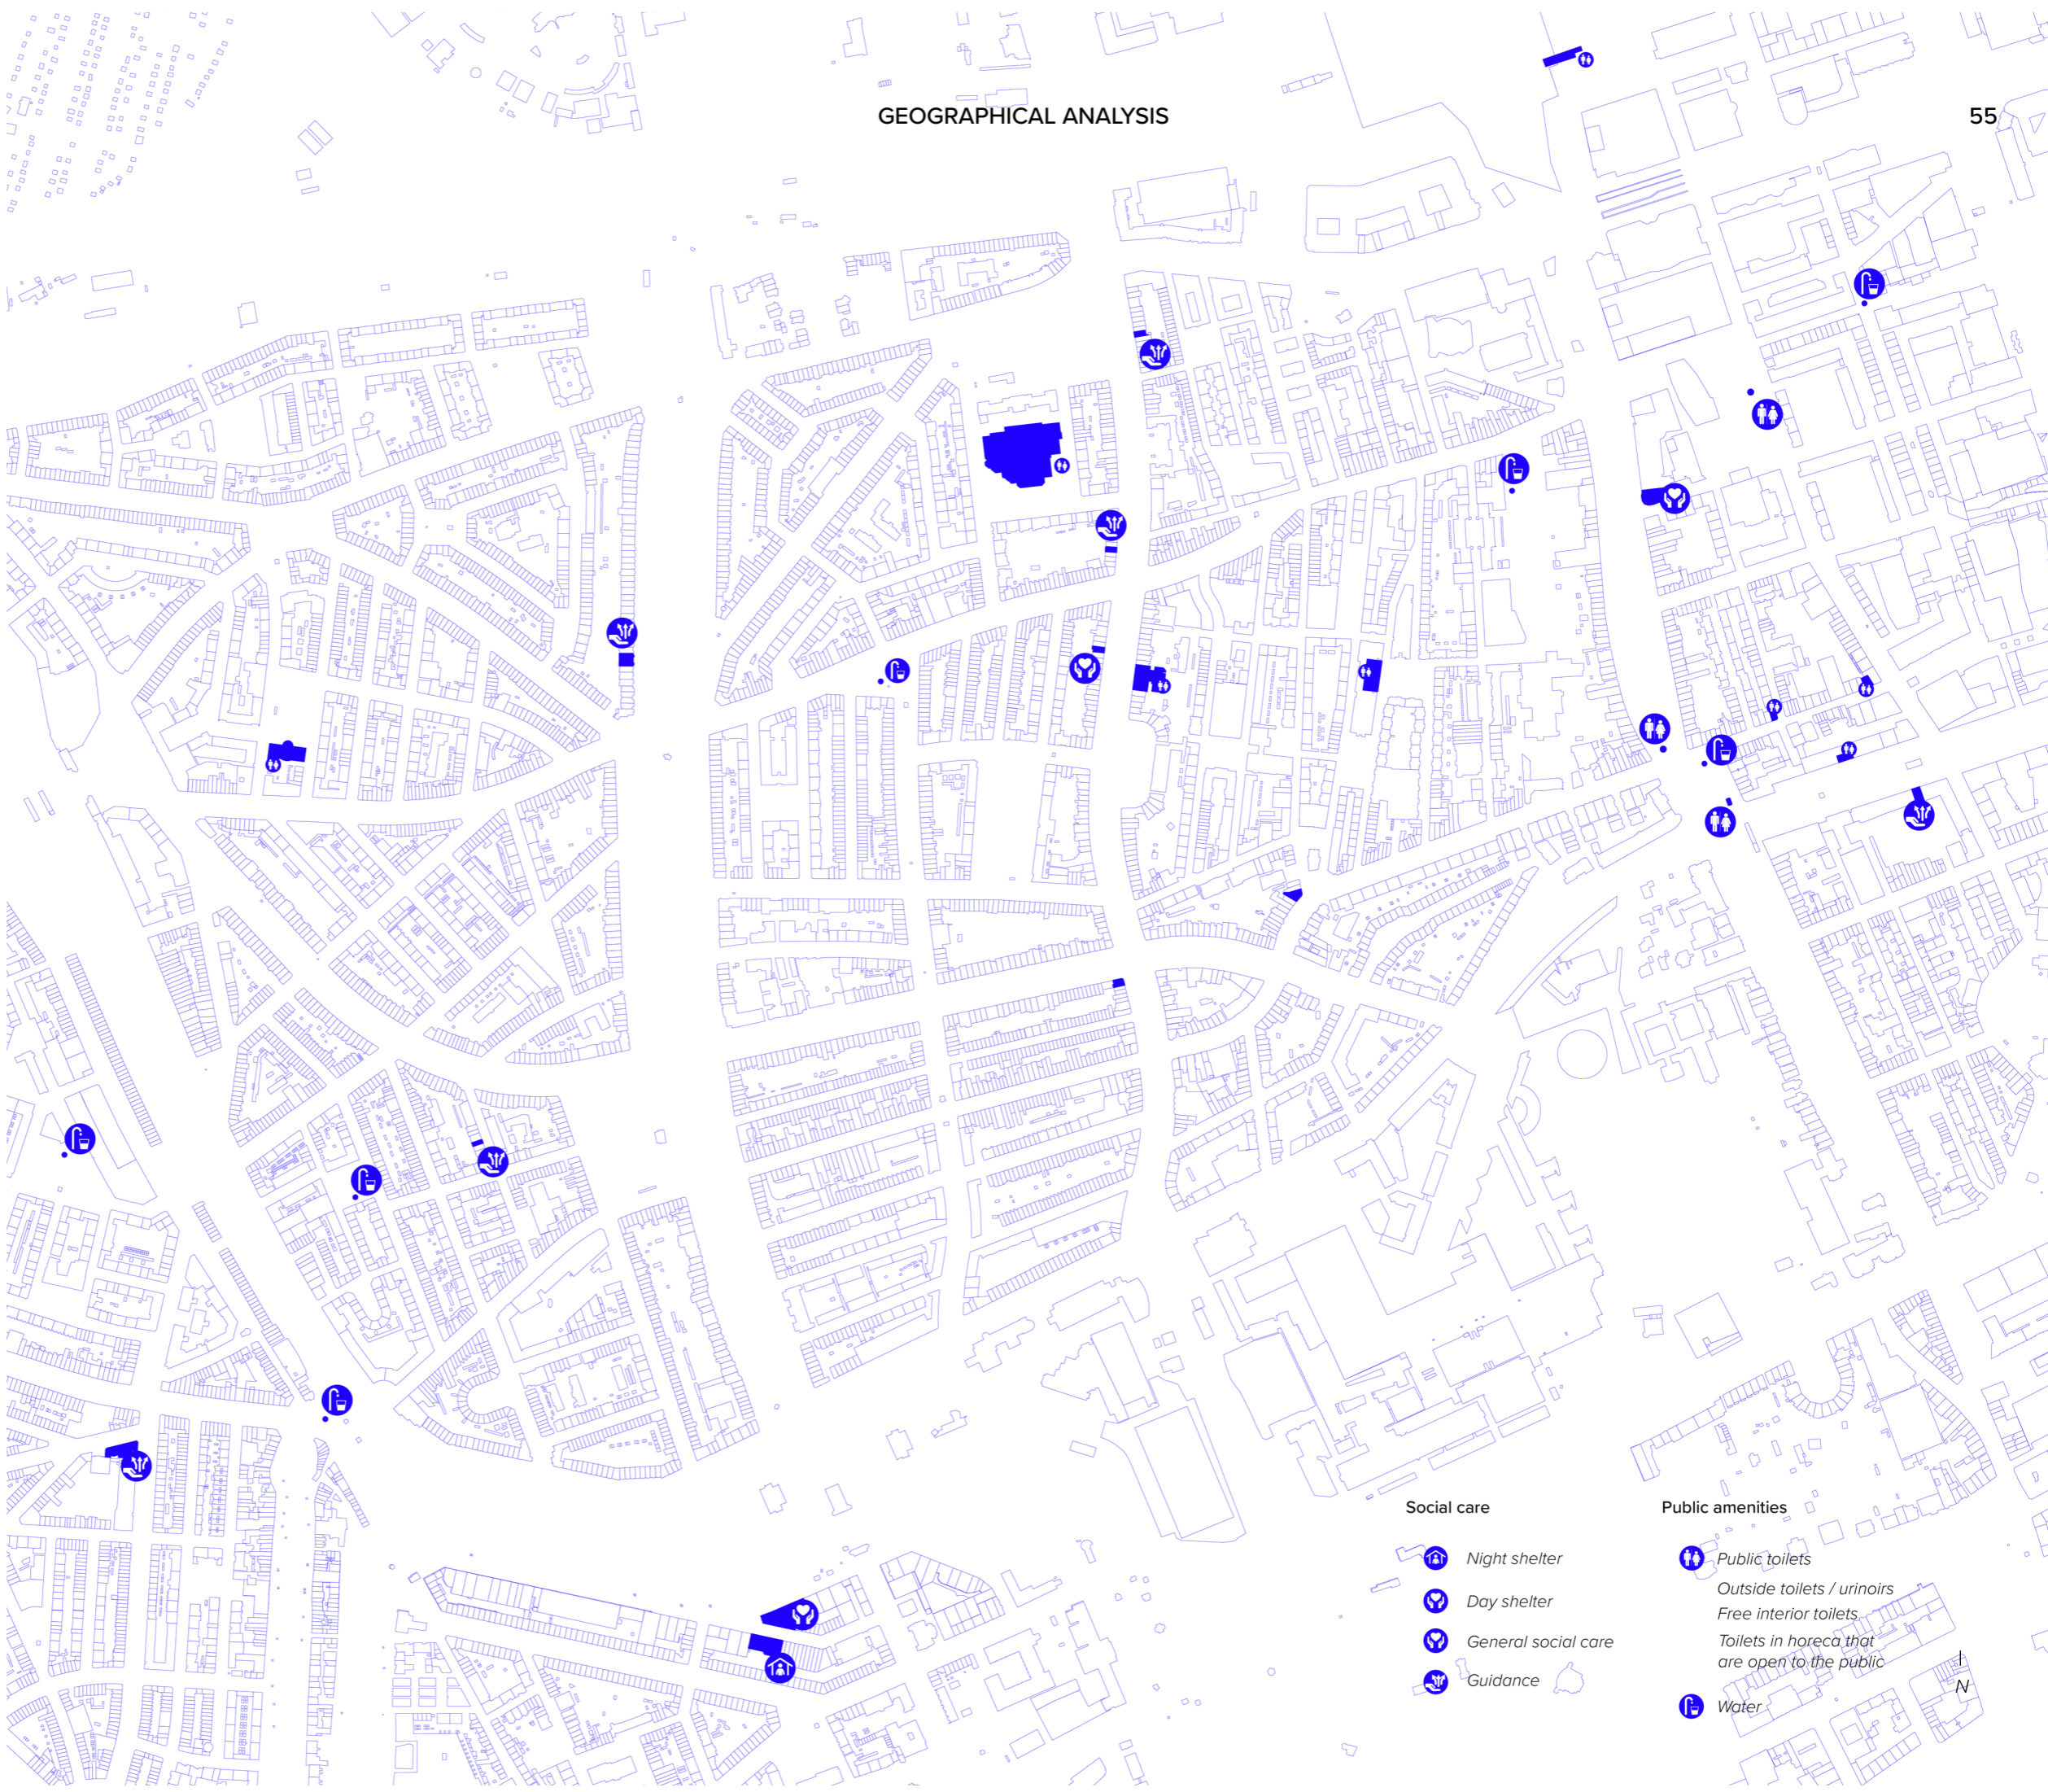 GEOGRAPHICAL ANALYSIS
55
Social care
Night shelter
Day shelter
General social care
Guidance
Public amenities
Public toilets
Outside toilets / urinoirs
Free interior toilets
Toilets in horeca that
are open to the public
Water
N